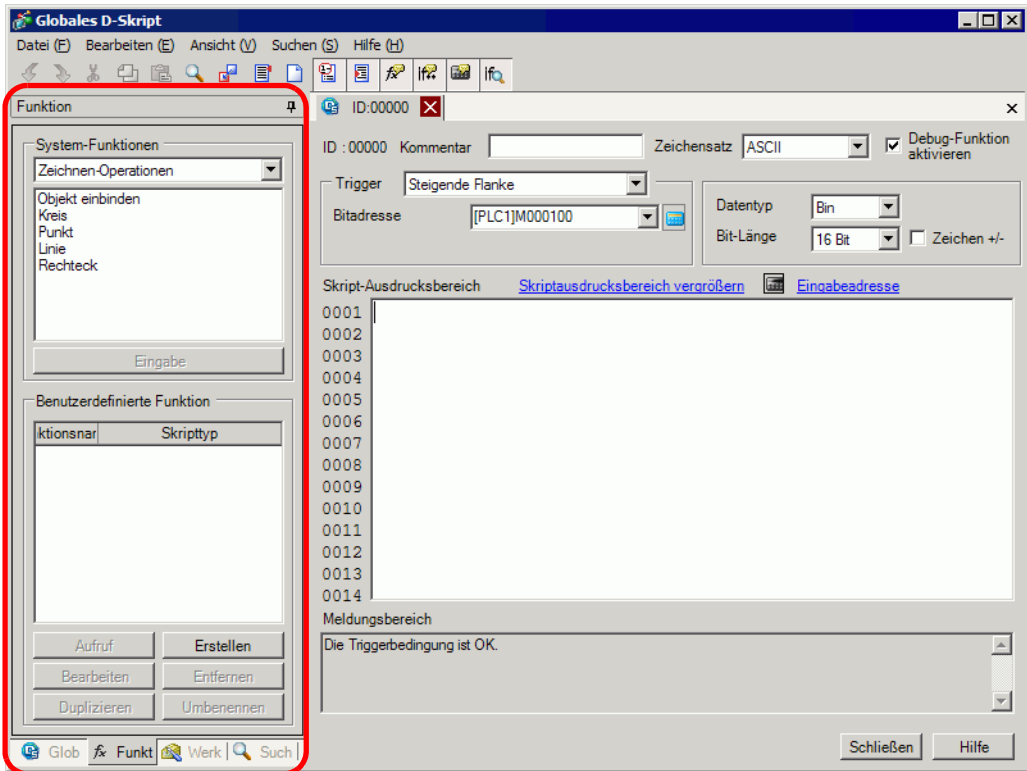 Globales D-Skript
Datei (F) Bearbeiten (E) Ansicht (V) Suchen (S) Hilfe (H)
Funktion
System-Funktionen
Zeichnen-Operationen
Objekt einbinden
Kreis
Punkt
Linie
Rechteck
Eingabe
Benutzerdefinierte Funktion
ktionsnar Skripttyp
Aufruf Erstellen
Bearbeiten Entfernen
Duplizieren Umbenennen
Glob fx Funkt Werk Such
ID:00000
ID : 00000 Kommentar Zeichensatz ASCII Debug-Funktion aktivieren
Trigger Steigende Flanke
Bitadresse [PLC1]M000100
Datentyp Bin
Bit-Länge 16 Bit Zeichen +/-
Skript-Ausdrucksbereich Skriptausdrucksbereich vergrößern Eingabeadresse
0001
0002
0003
0004
0005
0006
0007
0008
0009
0010
0011
0012
0013
0014
Meldungsbereich
Die Triggerbedingung ist OK.
Schließen Hilfe